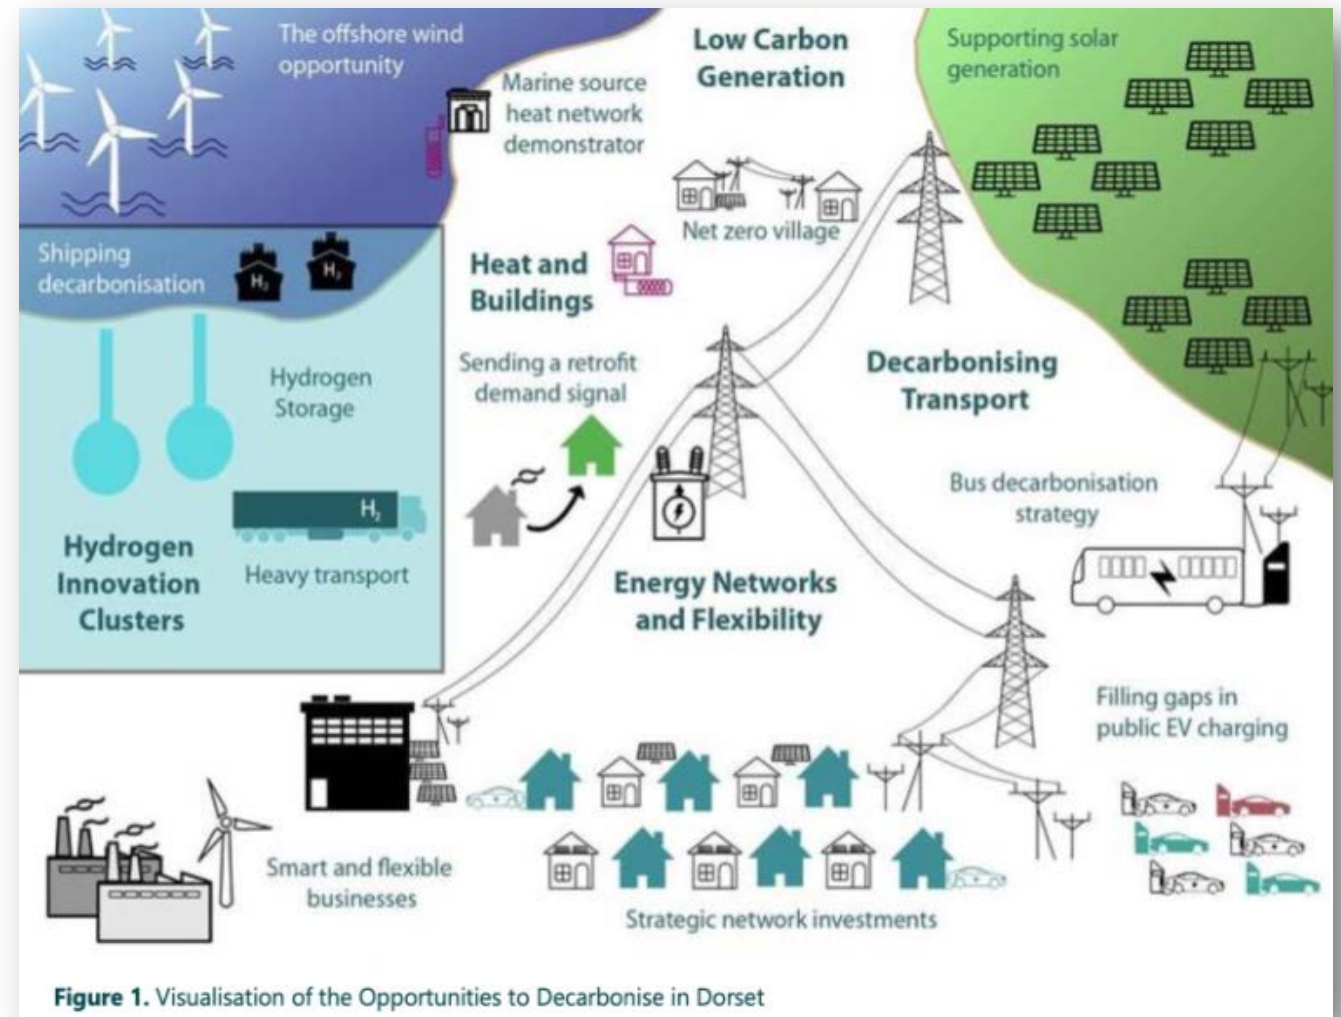 The offshore wind
opportunity
Marine source
heat network
demonstrator
Low Carbon
Generation
Supporting solar
generation
Net zero village
Shipping
decarbonisation
H₂
H₂
Heat and
Buildings
Sending a retrofit
demand signal
Decarbonising
Transport
Hydrogen
Storage
H₂
Heavy transport
Hydrogen
Innovation
Clusters
Bus decarbonisation
strategy
Energy Networks
and Flexibility
Filling gaps in
public EV charging
Smart and flexible
businesses
Strategic network investments
Figure 1. Visualisation of the Opportunities to Decarbonise in Dorset